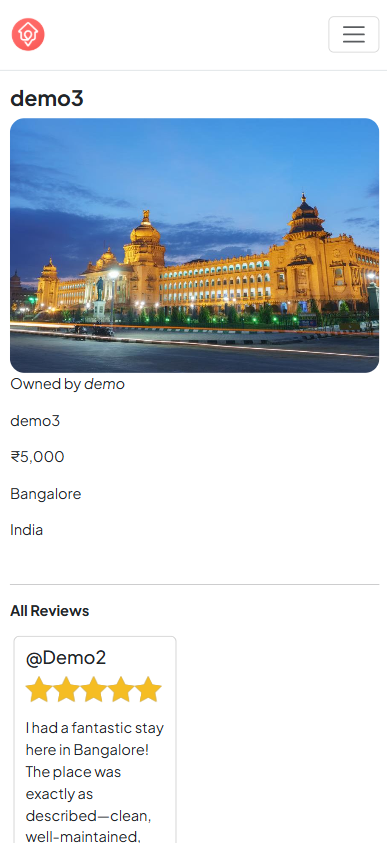 demo3
Owned by demo
demo3
₹5,000
Bangalore
India
All Reviews
@Demo2
I had a fantastic stay
here in Bangalore!
The place was
exactly as
described—clean,
well-maintained,